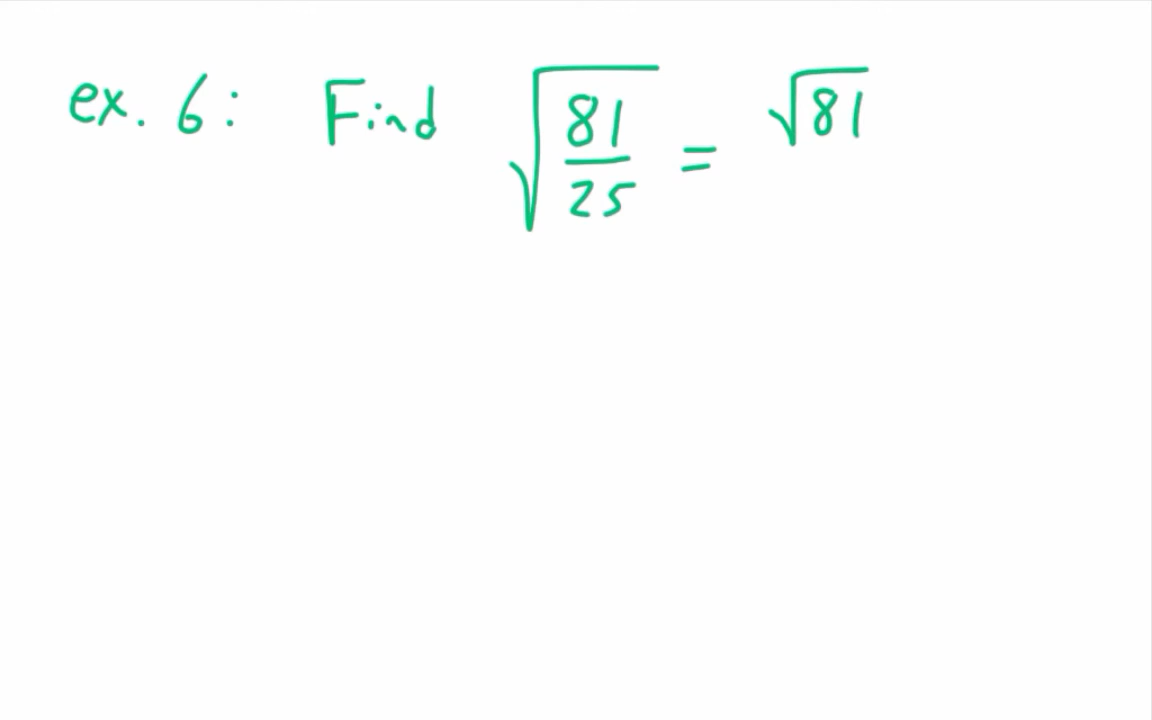 ex. 6: Find √(81/25) = √81